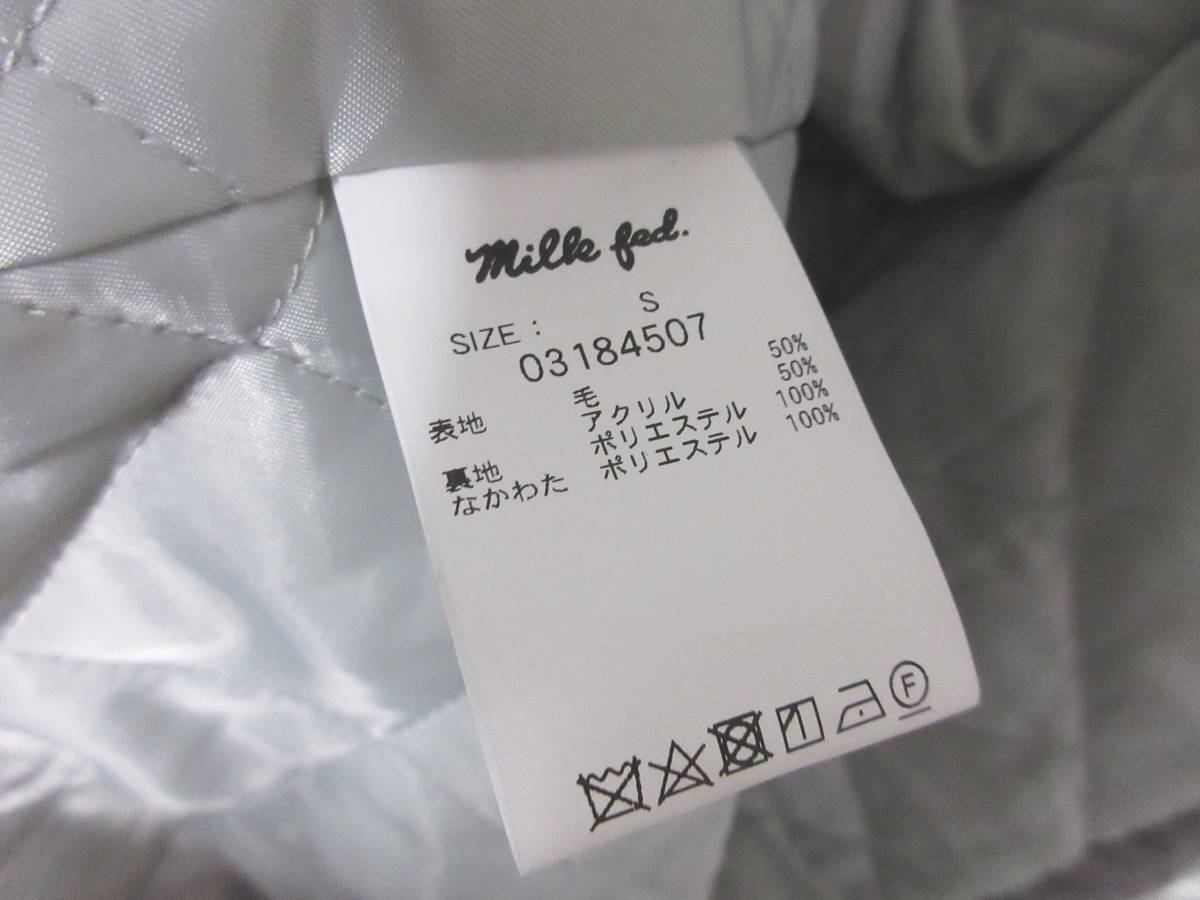 Milk fed.
SIZE : S
03184507
表地 毛 50%
アクリル 50%
裏地 ポリエステル 100%
なかわた ポリエステル 100%
F